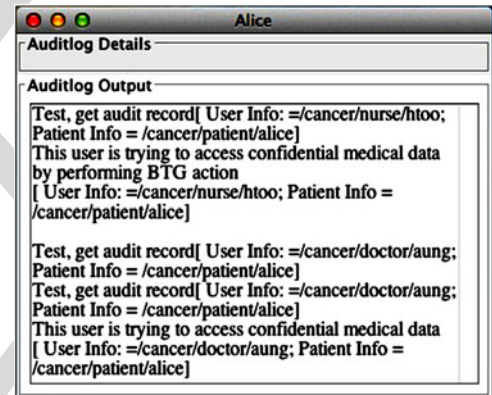 Alice
Auditlog Details
Auditlog Output
Test, get audit record[ User Info: =/cancer/nurse/htoo;
Patient Info = /cancer/patient/alice]
This user is trying to access confidential medical data
by performing BTG action
[ User Info: =/cancer/nurse/htoo; Patient Info =
/cancer/patient/alice]
Test, get audit record[ User Info: =/cancer/doctor/aung;
Patient Info = /cancer/patient/alice]
Test, get audit record[ User Info: =/cancer/doctor/aung;
Patient Info = /cancer/patient/alice]
This user is trying to access confidential medical data
[ User Info: =/cancer/doctor/aung; Patient Info =
/cancer/patient/alice]